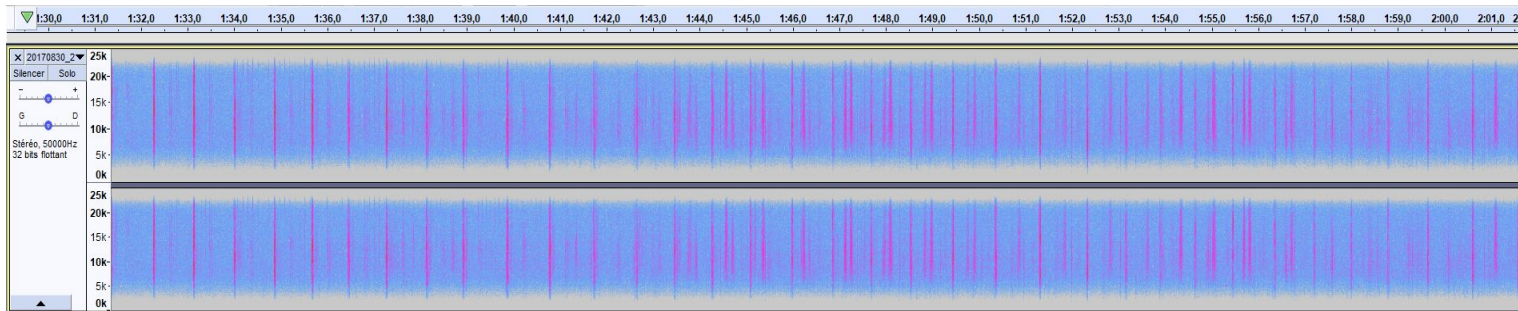 1:30,0 1:31,0 1:32,0 1:33,0 1:34,0 1:35,0 1:36,0 1:37,0 1:38,0 1:39,0 1:40,0 1:41,0 1:42,0 1:43,0 1:44,0 1:45,0 1:46,0 1:47,0 1:48,0 1:49,0 1:50,0 1:51,0 1:52,0 1:53,0 1:54,0 1:55,0 1:56,0 1:57,0 1:58,0 1:59,0 2:00,0 2:01,0 2
x 20170830_2
Silencer Solo
- +
G D
Stéréo, 50000Hz
32 bits flottant
25k
20k
15k
10k
5k
0k
25k
20k
15k
10k
5k
0k